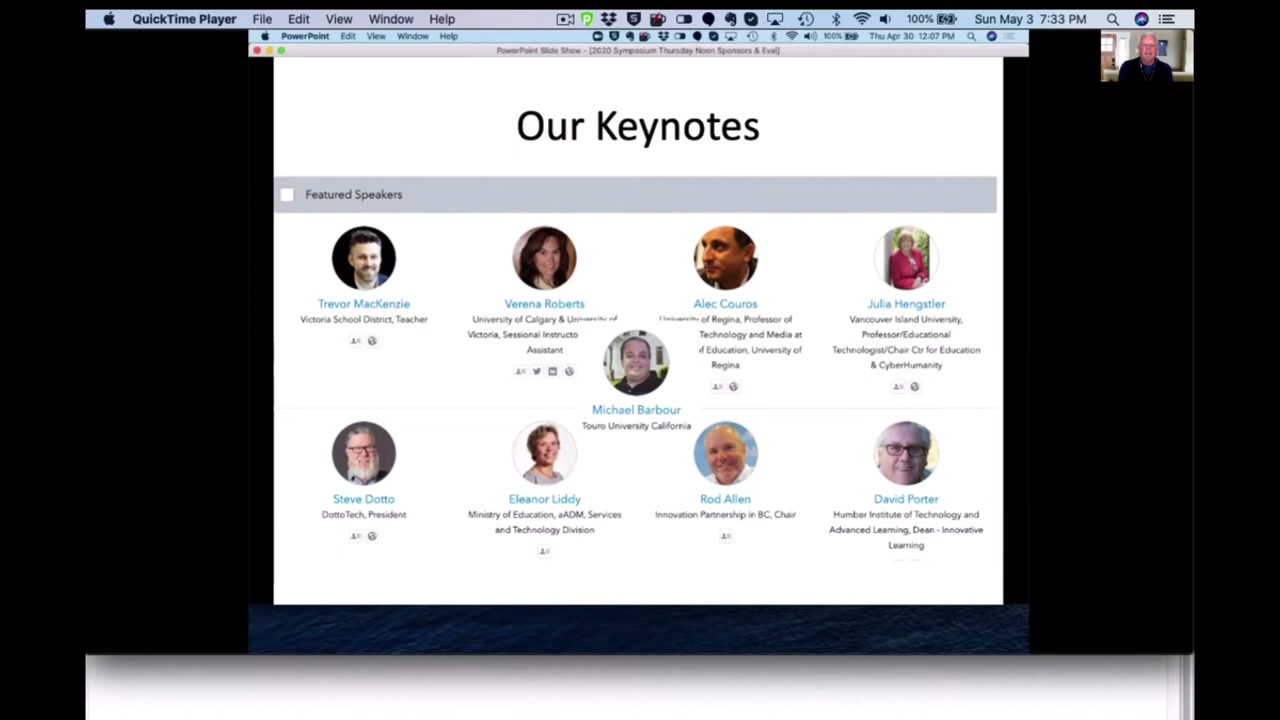 QuickTime Player File Edit View Window Help 100% Sun May 3 7:33 PM
PowerPoint Edit View Window Help 100% Thu Apr 30 12:07 PM
PowerPoint Slide Show - [2020 Symposium Thursday Noon Sponsors & Eval]
Our Keynotes
Featured Speakers
Trevor MacKenzie
Victoria School District, Teacher
Verena Roberts
University of Calgary & University of
Victoria, Sessional Instructo
Assistant
Alec Couros
University of Regina, Professor of
Technology and Media at
of Education, University of
Regina
Julia Hengstler
Vancouver Island University,
Professor/Educational
Technologist/Chair Ctr for Education
& CyberHumanity
Michael Barbour
Touro University California
Steve Dotto
DottoTech, President
Eleanor Liddy
Ministry of Education, aADM, Services
and Technology Division
Rod Allen
Innovation Partnership in BC, Chair
David Porter
Humber Institute of Technology and
Advanced Learning, Dean - Innovative
Learning